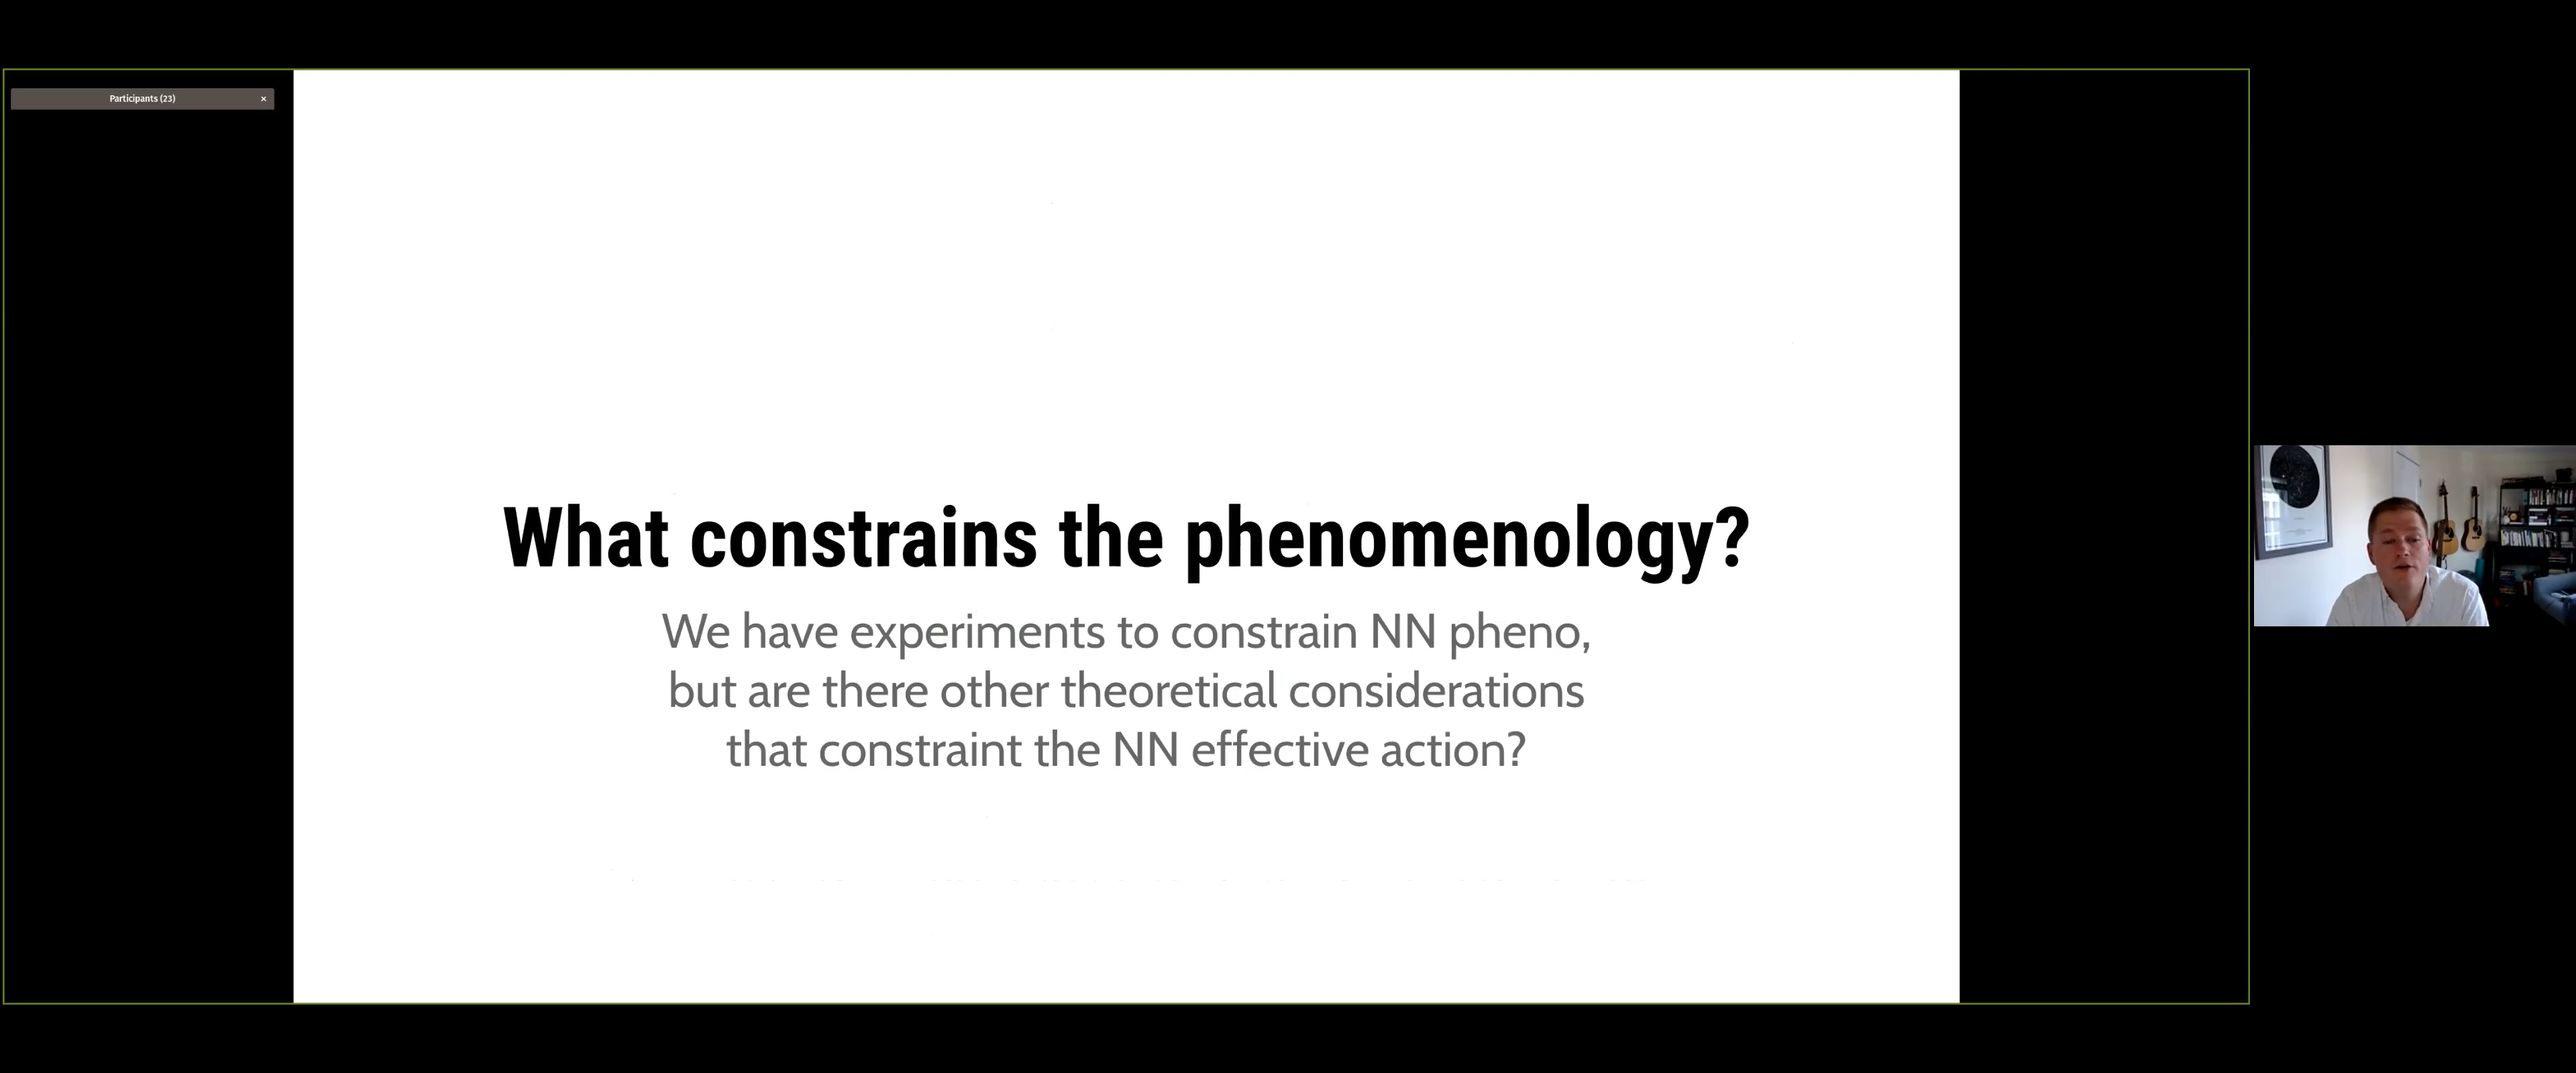 Participants (23) ×
What constrains the phenomenology?
We have experiments to constrain NN pheno,
but are there other theoretical considerations
that constraint the NN effective action?